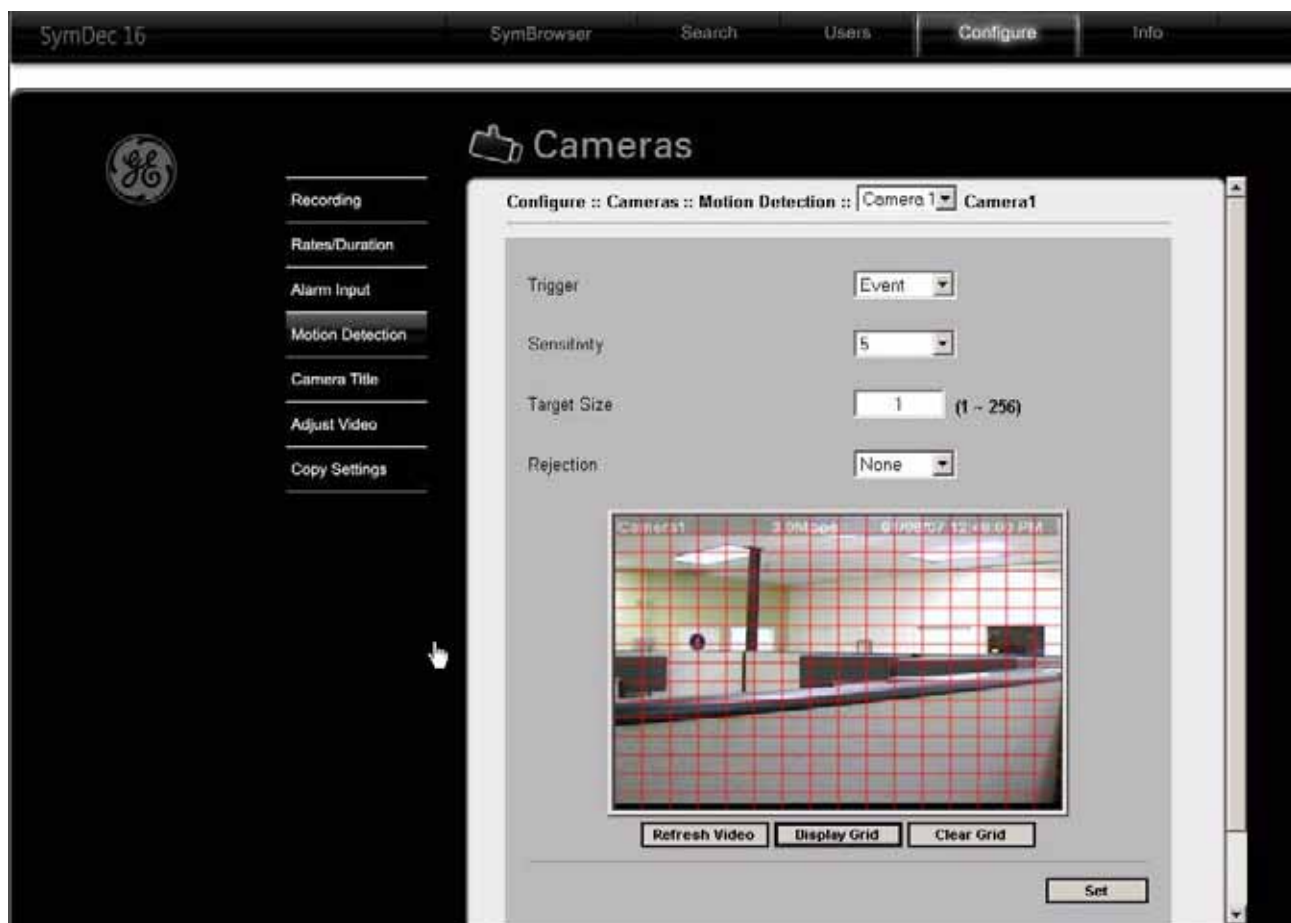 SymDec 16
SymBrowser Search Users Configure Info
GE
Cameras
Recording
Rates/Duration
Alarm Input
Motion Detection
Camera Title
Adjust Video
Copy Settings
Configure :: Cameras :: Motion Detection :: Camera 1 Camera1
Trigger Event
Sensitivity 5
Target Size 1 (1 ~ 256)
Rejection None
Camera1
Refresh Video Display Grid Clear Grid
Set